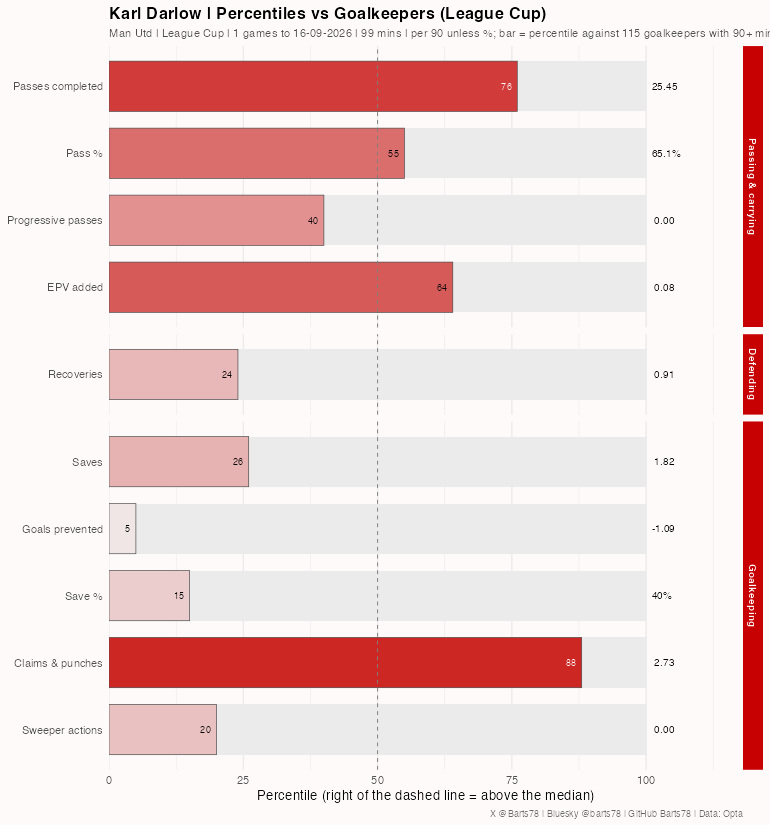 Karl Darlow | Percentiles vs Goalkeepers (League Cup)
Man Utd | League Cup | 1 games to 16-09-2026 | 99 mins | per 90 unless %; bar = percentile against 115 goalkeepers with 90+ min
Passes completed 76 25.45
Pass % 55 65.1%
Progressive passes 40 0.00
EPV added 64 0.08
Passing & carrying
Recoveries 24 0.91
Defending
Saves 26 1.82
Goals prevented 5 -1.09
Save % 15 40%
Claims & punches 88 2.73
Sweeper actions 20 0.00
Goalkeeping
0 25 50 75 100
Percentile (right of the dashed line = above the median)
X @Barts78 | Bluesky @barts78 | GitHub Barts78 | Data: Opta